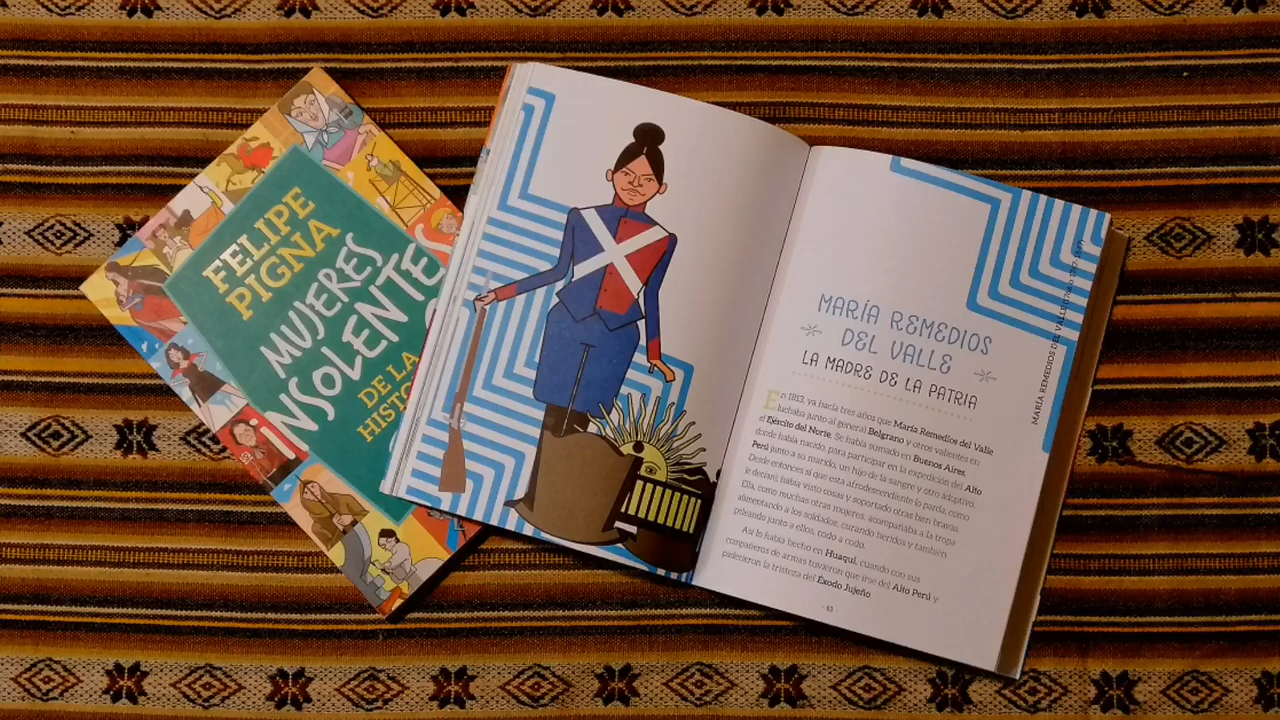 FELIPE
PIGNA
MUJERES
INSOLENTES
DE LA
HISTO
MARÍA REMEDIOS
DEL VALLE
LA MADRE DE LA PATRIA
En 1813, ya hacía tres años que María Remedios del Valle
luchaba junto al general Belgrano y otros valientes en
el Ejército del Norte. Se había sumado en Buenos Aires,
donde había nacido, para participar en la expedición del Alto
Perú junto a su marido, un hijo de la sangre y otro adoptivo.
Desde entonces sí que esta afrodescendiente (o parda, como
le decían), había visto cosas y soportado otras bien bravas.
Ella, como muchas otras mujeres, acompañaba a la tropa
alimentando a los soldados, curando heridos y también
peleando junto a ellos, codo a codo.
Así lo había hecho en Huaqui, cuando con sus
compañeros de armas tuvieron que irse del Alto Perú y
padecieron la tristeza del Éxodo Jujeño.
- 63 -
MARÍA REMEDIOS DEL VALLE